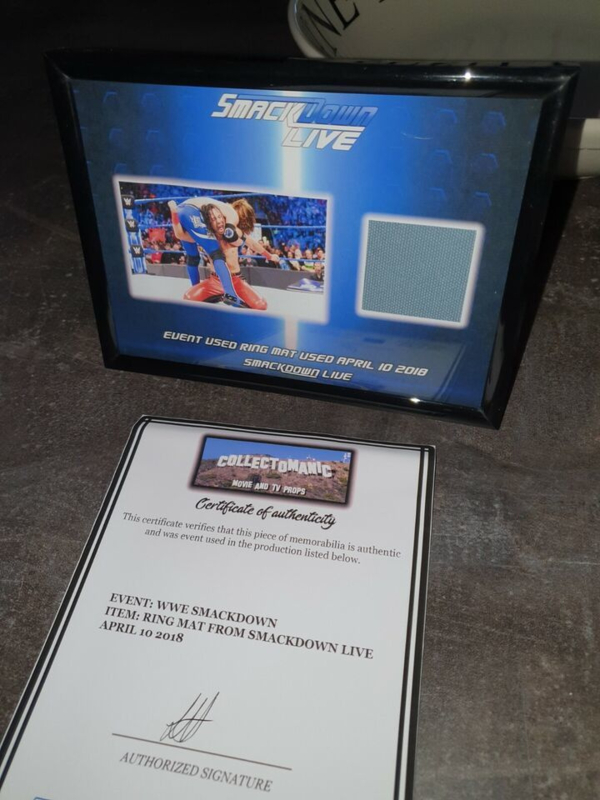 NE
SMACKDOWN
LIVE
EVENT USED RING MAT USED APRIL 10 2018
SMACKDOWN LIVE
COLLECTOMANIC
MOVIE AND TV PROPS
Certificate of authenticity
This certificate verifies that this piece of memorabilia is authentic
and was event used in the production listed below.
EVENT: WWE SMACKDOWN
ITEM: RING MAT FROM SMACKDOWN LIVE
APRIL 10 2018
AUTHORIZED SIGNATURE